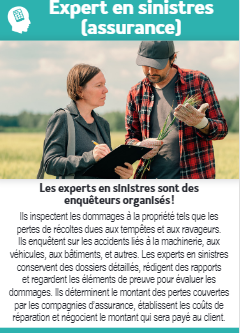 Expert en sinistres
(assurance)
Les experts en sinistres sont des
enquêteurs organisés!
Ils inspectent les dommages à la propriété tels que les
pertes de récoltes dues aux tempêtes et aux ravageurs.
Ils enquêtent sur les accidents liés à la machinerie, aux
véhicules, aux bâtiments, et autres. Les experts en sinistres
conservent des dossiers détaillés, rédigent des rapports
et regardent les éléments de preuve pour évaluer les
dommages. Ils déterminent le montant des pertes couvertes
par les compagnies d'assurance, établissent les coûts de
réparation et négocient le montant qui sera payé au client.